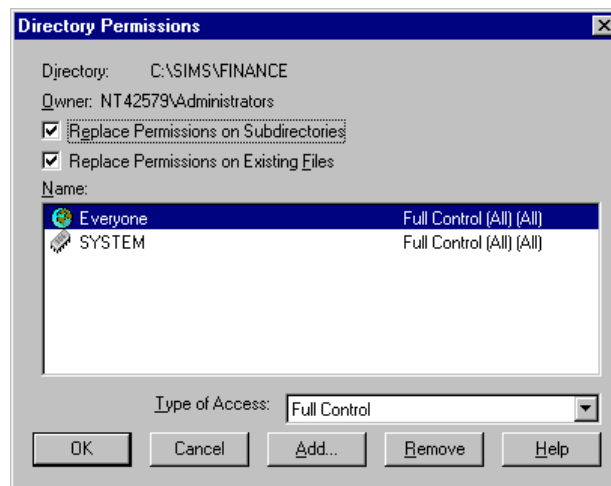 Directory Permissions
Directory: C:\SIMS\FINANCE
Owner: NT42579\Administrators
Replace Permissions on Subdirectories
Replace Permissions on Existing Files
Name:
Everyone Full Control (All) (All)
SYSTEM Full Control (All) (All)
Type of Access: Full Control
OK Cancel Add... Remove Help